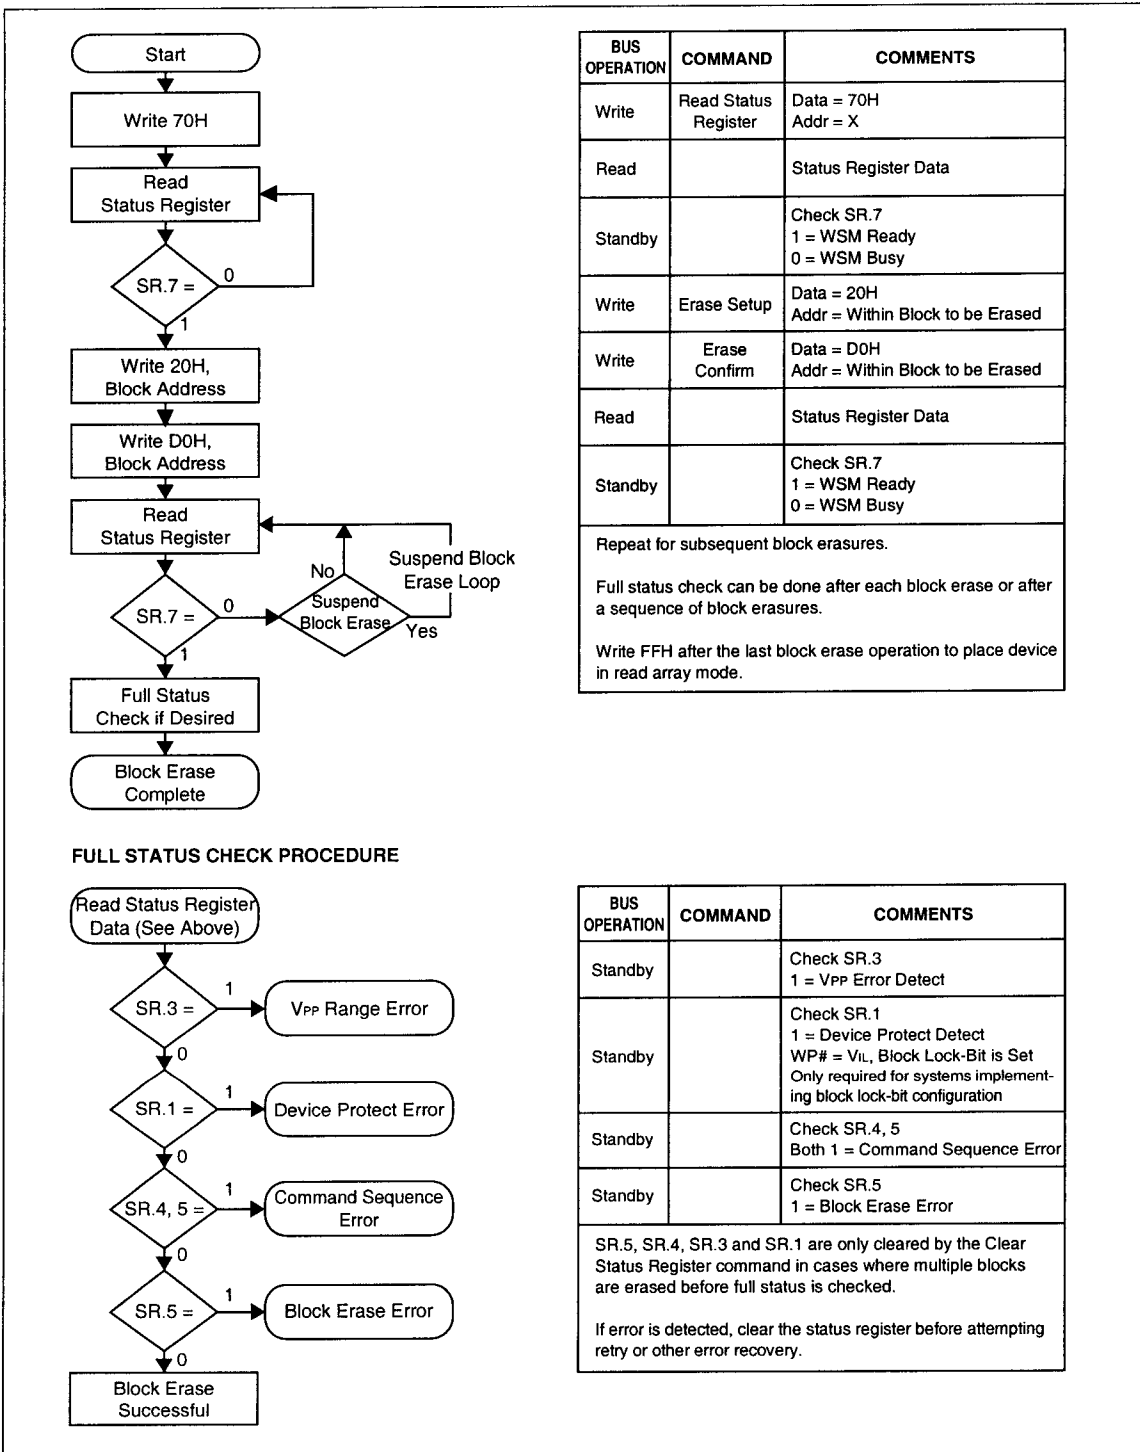 Start
Write 70H
Read
Status Register
SR.7 =
0
1
Write 20H,
Block Address
Write D0H,
Block Address
Read
Status Register
SR.7 =
0
1
No
Suspend
Block Erase
Yes
Suspend Block
Erase Loop
Full Status
Check if Desired
Block Erase
Complete
BUS
OPERATION
COMMAND
COMMENTS
Write
Read Status
Register
Data = 70H
Addr = X
Read
Status Register Data
Standby
Check SR.7
1 = WSM Ready
0 = WSM Busy
Write
Erase Setup
Data = 20H
Addr = Within Block to be Erased
Write
Erase
Confirm
Data = D0H
Addr = Within Block to be Erased
Read
Status Register Data
Standby
Check SR.7
1 = WSM Ready
0 = WSM Busy
Repeat for subsequent block erasures.
Full status check can be done after each block erase or after
a sequence of block erasures.
Write FFH after the last block erase operation to place device
in read array mode.
FULL STATUS CHECK PROCEDURE
Read Status Register
Data (See Above)
SR.3 =
1
VPP Range Error
0
SR.1 =
1
Device Protect Error
0
SR.4, 5 =
1
Command Sequence
Error
0
SR.5 =
1
Block Erase Error
0
Block Erase
Successful
BUS
OPERATION
COMMAND
COMMENTS
Standby
Check SR.3
1 = VPP Error Detect
Standby
Check SR.1
1 = Device Protect Detect
WP# = VIL, Block Lock-Bit is Set
Only required for systems implement-
ing block lock-bit configuration
Standby
Check SR.4, 5
Both 1 = Command Sequence Error
Standby
Check SR.5
1 = Block Erase Error
SR.5, SR.4, SR.3 and SR.1 are only cleared by the Clear
Status Register command in cases where multiple blocks
are erased before full status is checked.
If error is detected, clear the status register before attempting
retry or other error recovery.